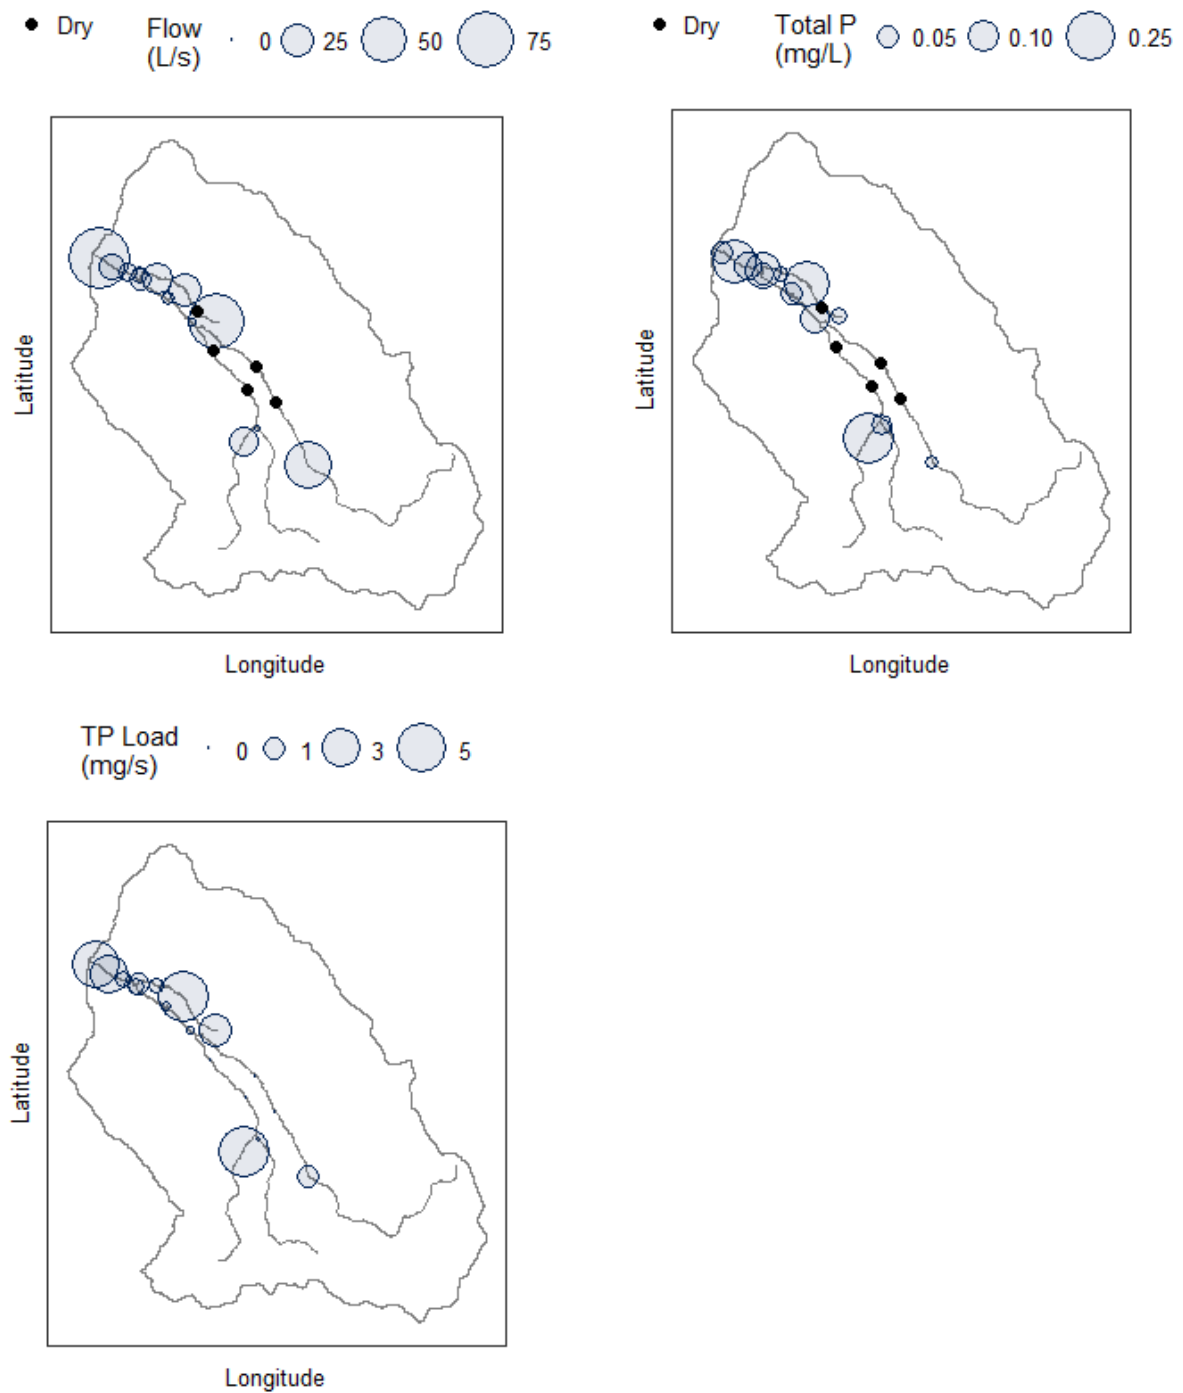 Dry
Flow
(L/s)
0 25 50 75
Latitude
Longitude
Dry
Total P
(mg/L)
0.05 0.10 0.25
Latitude
Longitude
TP Load
(mg/s)
0 1 3 5
Latitude
Longitude